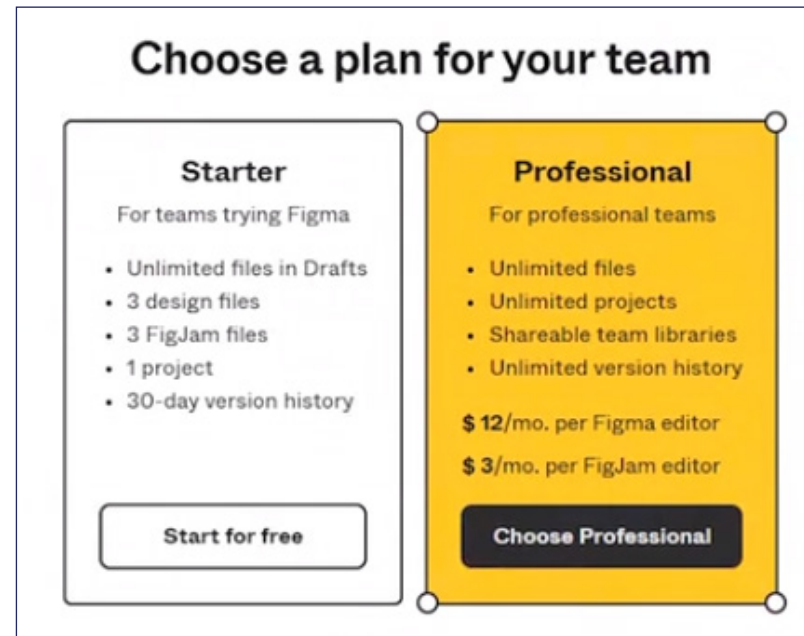 Choose a plan for your team
Starter
For teams trying Figma
• Unlimited files in Drafts
• 3 design files
• 3 FigJam files
• 1 project
• 30-day version history
Start for free
Professional
For professional teams
• Unlimited files
• Unlimited projects
• Shareable team libraries
• Unlimited version history
$ 12/mo. per Figma editor
$ 3/mo. per FigJam editor
Choose Professional